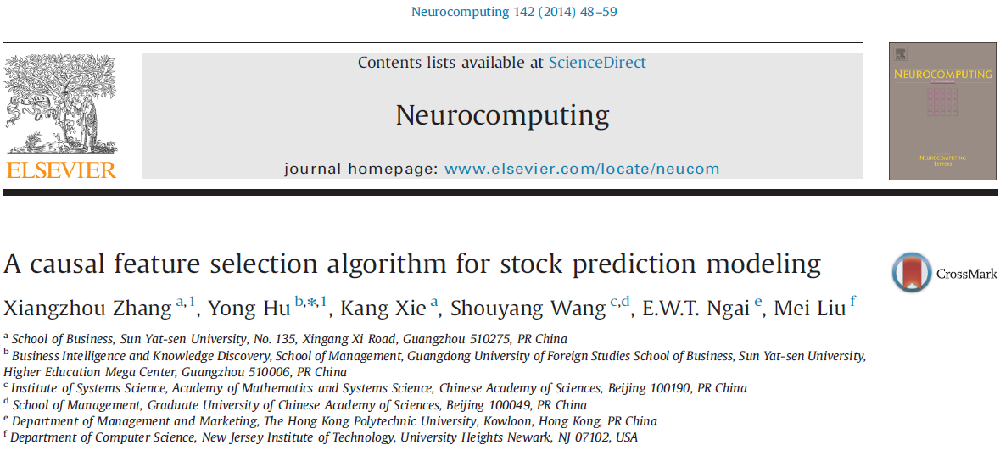 Neurocomputing 142 (2014) 48–59
Contents lists available at ScienceDirect
Neurocomputing
journal homepage: www.elsevier.com/locate/neucom
ELSEVIER
NEUROCOMPUTING
NEUROCOMPUTING
LETTERS
A causal feature selection algorithm for stock prediction modeling
CrossMark
Xiangzhou Zhang a,1, Yong Hu b,*,1, Kang Xie a, Shouyang Wang c,d, E.W.T. Ngai e, Mei Liu f
a School of Business, Sun Yat-sen University, No. 135, Xingang Xi Road, Guangzhou 510275, PR China
b Business Intelligence and Knowledge Discovery, School of Management, Guangdong University of Foreign Studies School of Business, Sun Yat-sen University,
Higher Education Mega Center, Guangzhou 510006, PR China
c Institute of Systems Science, Academy of Mathematics and Systems Science, Chinese Academy of Sciences, Beijing 100190, PR China
d School of Management, Graduate University of Chinese Academy of Sciences, Beijing 100049, PR China
e Department of Management and Marketing, The Hong Kong Polytechnic University, Kowloon, Hong Kong, PR China
f Department of Computer Science, New Jersey Institute of Technology, University Heights Newark, NJ 07102, USA